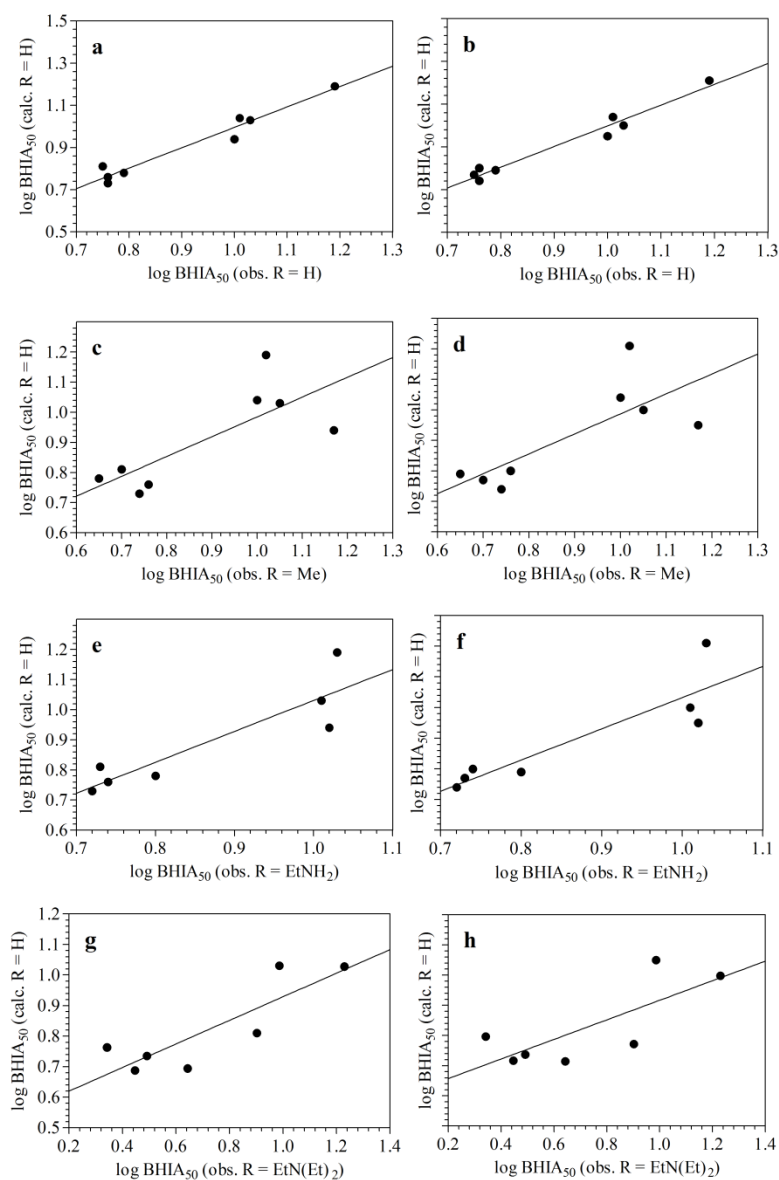 a
log BHIA₅₀ (calc. R = H)
1.5
1.3
1.1
0.9
0.7
0.5
0.7 0.8 0.9 1.0 1.1 1.2 1.3
log BHIA₅₀ (obs. R = H)
b
log BHIA₅₀ (calc. R = H)
0.7 0.8 0.9 1.0 1.1 1.2 1.3
log BHIA₅₀ (obs. R = H)
c
log BHIA₅₀ (calc. R = H)
1.2
1.1
1.0
0.9
0.8
0.7
0.6
0.6 0.7 0.8 0.9 1.0 1.1 1.2 1.3
log BHIA₅₀ (obs. R = Me)
d
log BHIA₅₀ (calc. R = H)
0.6 0.7 0.8 0.9 1.0 1.1 1.2 1.3
log BHIA₅₀ (obs. R = Me)
e
log BHIA₅₀ (calc. R = H)
1.2
1.1
1.0
0.9
0.8
0.7
0.6
0.7 0.8 0.9 1.0 1.1
log BHIA₅₀ (obs. R = EtNH₂)
f
log BHIA₅₀ (calc. R = H)
0.7 0.8 0.9 1.0 1.1
log BHIA₅₀ (obs. R = EtNH₂)
g
log BHIA₅₀ (calc. R = H)
1.2
1.1
1.0
0.9
0.8
0.7
0.6
0.5
0.2 0.4 0.6 0.8 1.0 1.2 1.4
log BHIA₅₀ (obs. R = EtN(Et)₂)
h
log BHIA₅₀ (calc. R = H)
0.2 0.4 0.6 0.8 1.0 1.2 1.4
log BHIA₅₀ (obs. R = EtN(Et)₂)